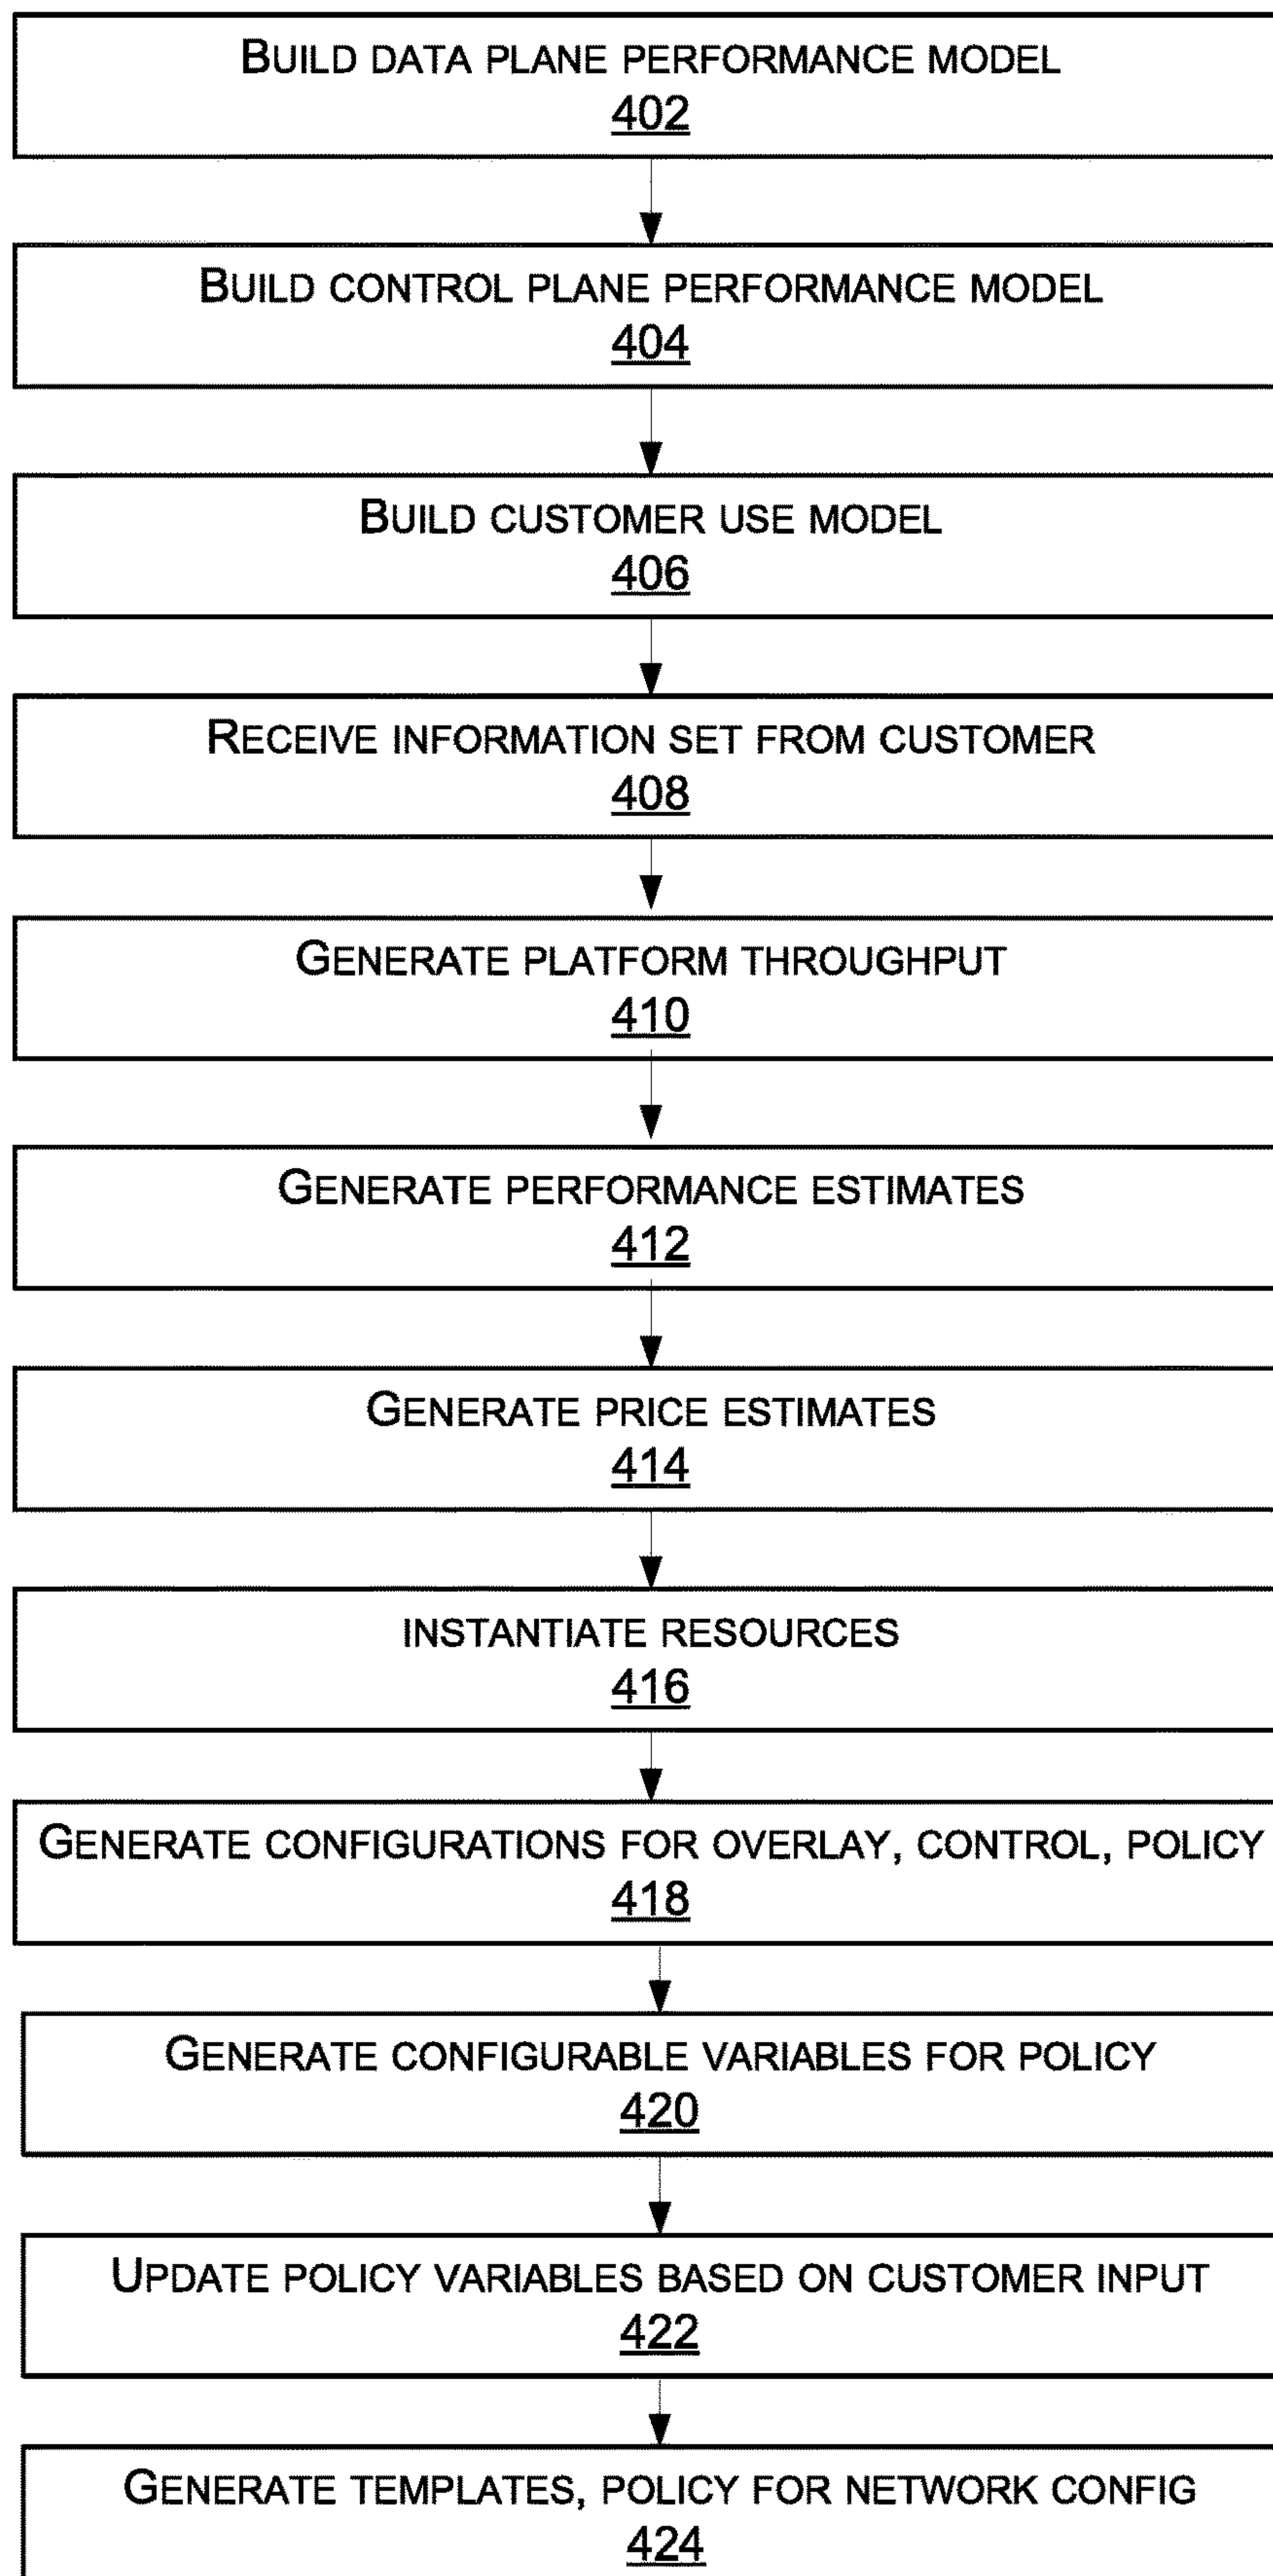 BUILD DATA PLANE PERFORMANCE MODEL
402
BUILD CONTROL PLANE PERFORMANCE MODEL
404
BUILD CUSTOMER USE MODEL
406
RECEIVE INFORMATION SET FROM CUSTOMER
408
GENERATE PLATFORM THROUGHPUT
410
GENERATE PERFORMANCE ESTIMATES
412
GENERATE PRICE ESTIMATES
414
INSTANTIATE RESOURCES
416
GENERATE CONFIGURATIONS FOR OVERLAY, CONTROL, POLICY
418
GENERATE CONFIGURABLE VARIABLES FOR POLICY
420
UPDATE POLICY VARIABLES BASED ON CUSTOMER INPUT
422
GENERATE TEMPLATES, POLICY FOR NETWORK CONFIG
424